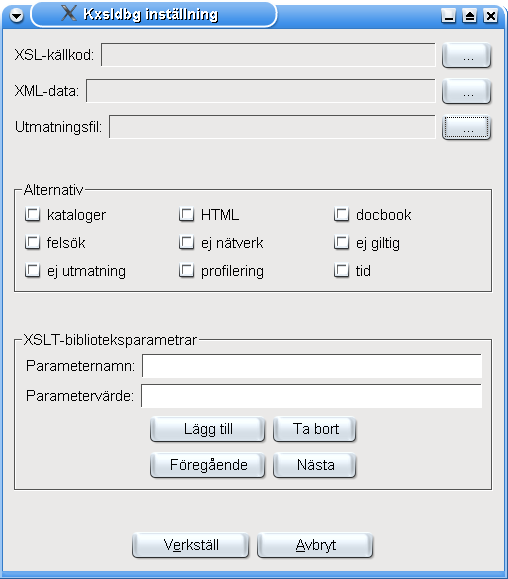 Kxsldbg inställning
XSL-källkod: ...
XML-data: ...
Utmatningsfil: ...
Alternativ
kataloger HTML docbook
felsök ej nätverk ej giltig
ej utmatning profilering tid
XSLT-biblioteksparametrar
Parameternamn:
Parametervärde:
Lägg till Ta bort
Föregående Nästa
Verkställ Avbryt